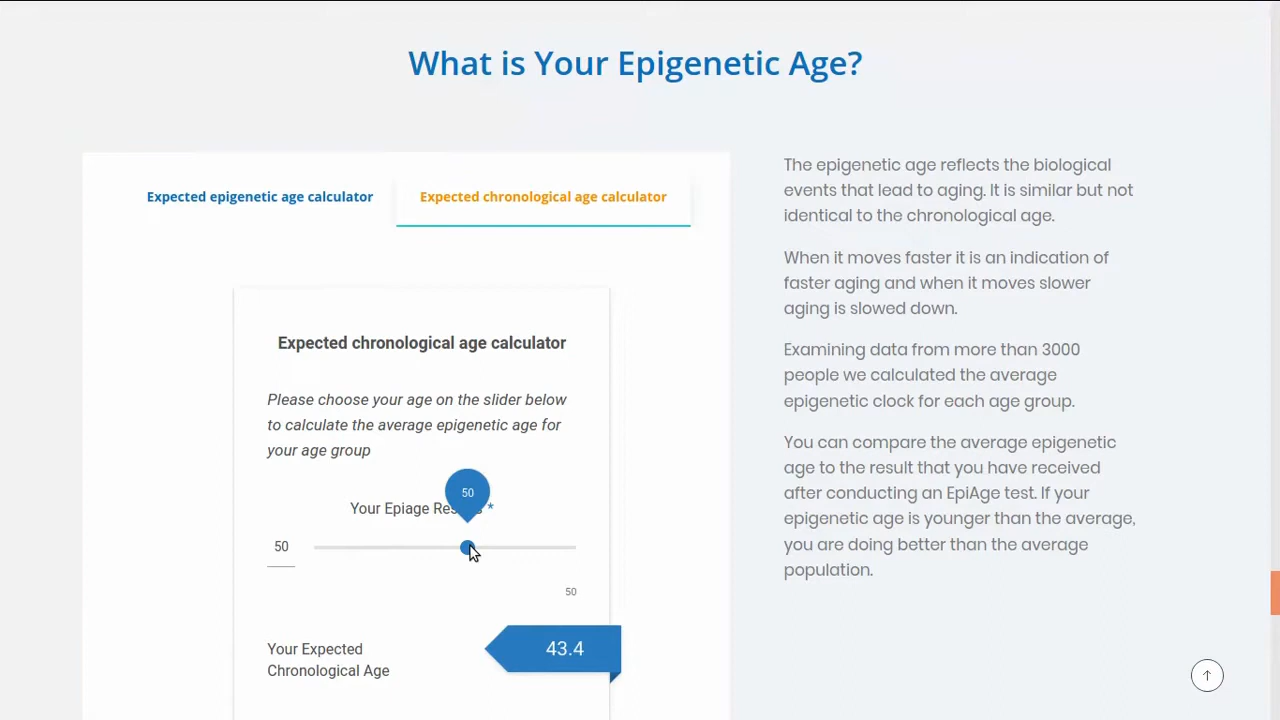 What is Your Epigenetic Age?
Expected epigenetic age calculator
Expected chronological age calculator
Expected chronological age calculator
Please choose your age on the slider below
to calculate the average epigenetic age for
your age group
50
Your Epiage *
50
50
Your Expected
Chronological Age
43.4
The epigenetic age reflects the biological
events that lead to aging. It is similar but not
identical to the chronological age.
When it moves faster it is an indication of
faster aging and when it moves slower
aging is slowed down.
Examining data from more than 3000
people we calculated the average
epigenetic clock for each age group.
You can compare the average epigenetic
age to the result that you have received
after conducting an EpiAge test. If your
epigenetic age is younger than the average,
you are doing better than the average
population.